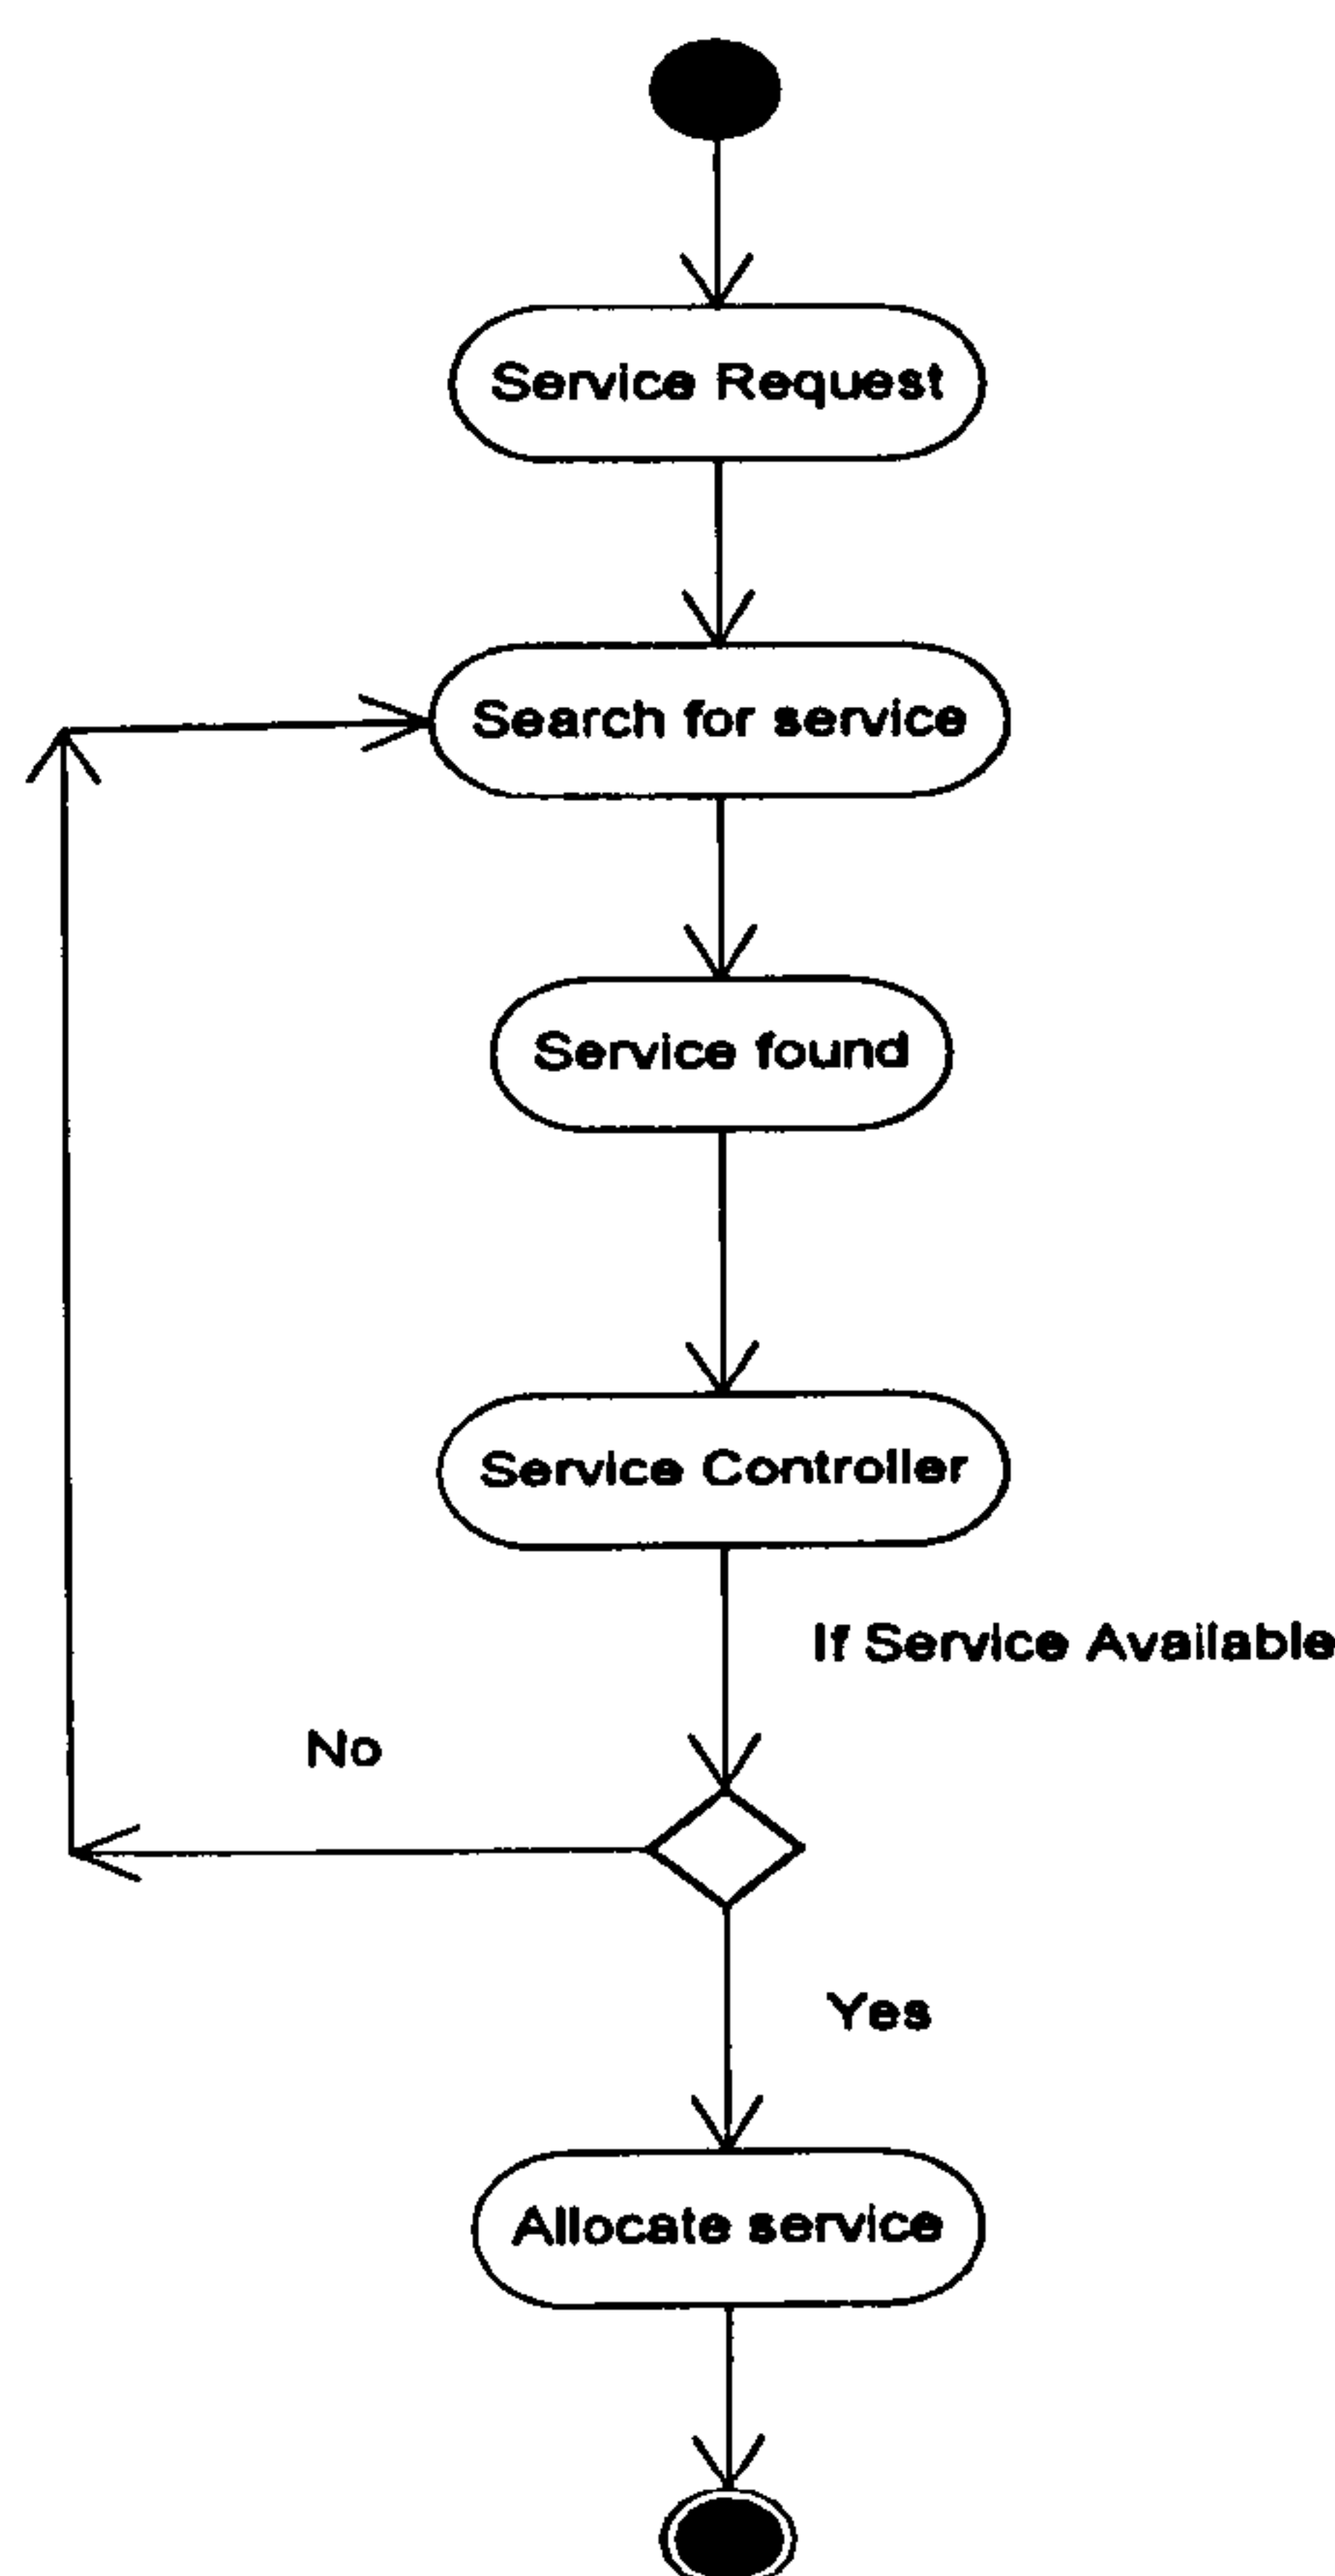 Service Request
Search for service
Service found
Service Controller
If Service Available
No
Yes
Allocate service